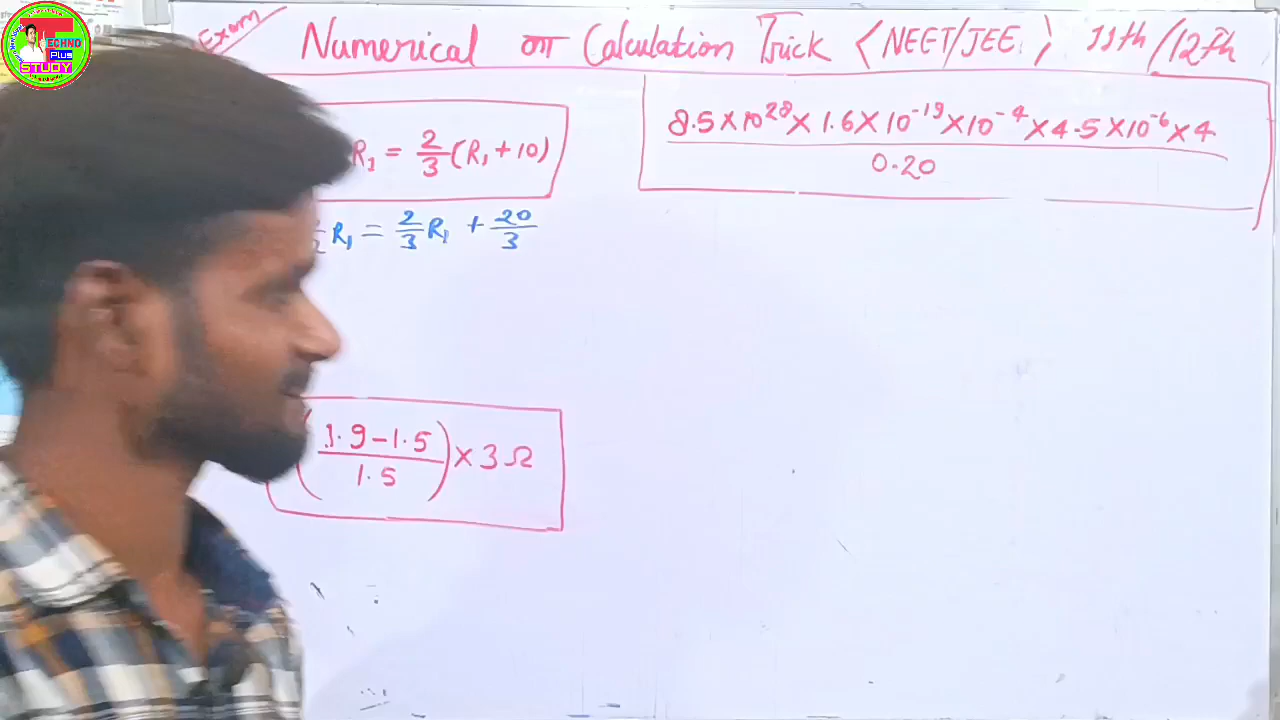 TECHNO
Plus
STUDY
Exam
Numerical का Calculation Trick <NEET/JEE> 11th/12th
R₁ = 2/3 (R₁ + 10)
R₁ = 2/3 R₁ + 20/3
(1.9 - 1.5 / 1.5) × 3Ω
8.5 × 10²⁸ × 1.6 × 10⁻¹⁹ × 10⁻⁴ × 4.5 × 10⁻⁶ × 4
0.20